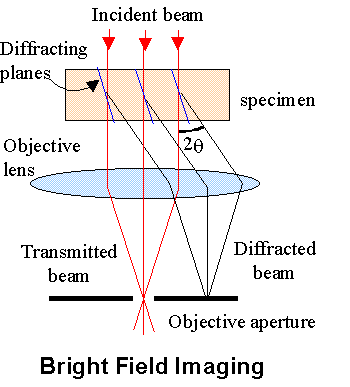 Incident beam
Diffracting
planes
specimen
2θ
Objective
lens
Transmitted
beam
Diffracted
beam
Objective aperture
Bright Field Imaging